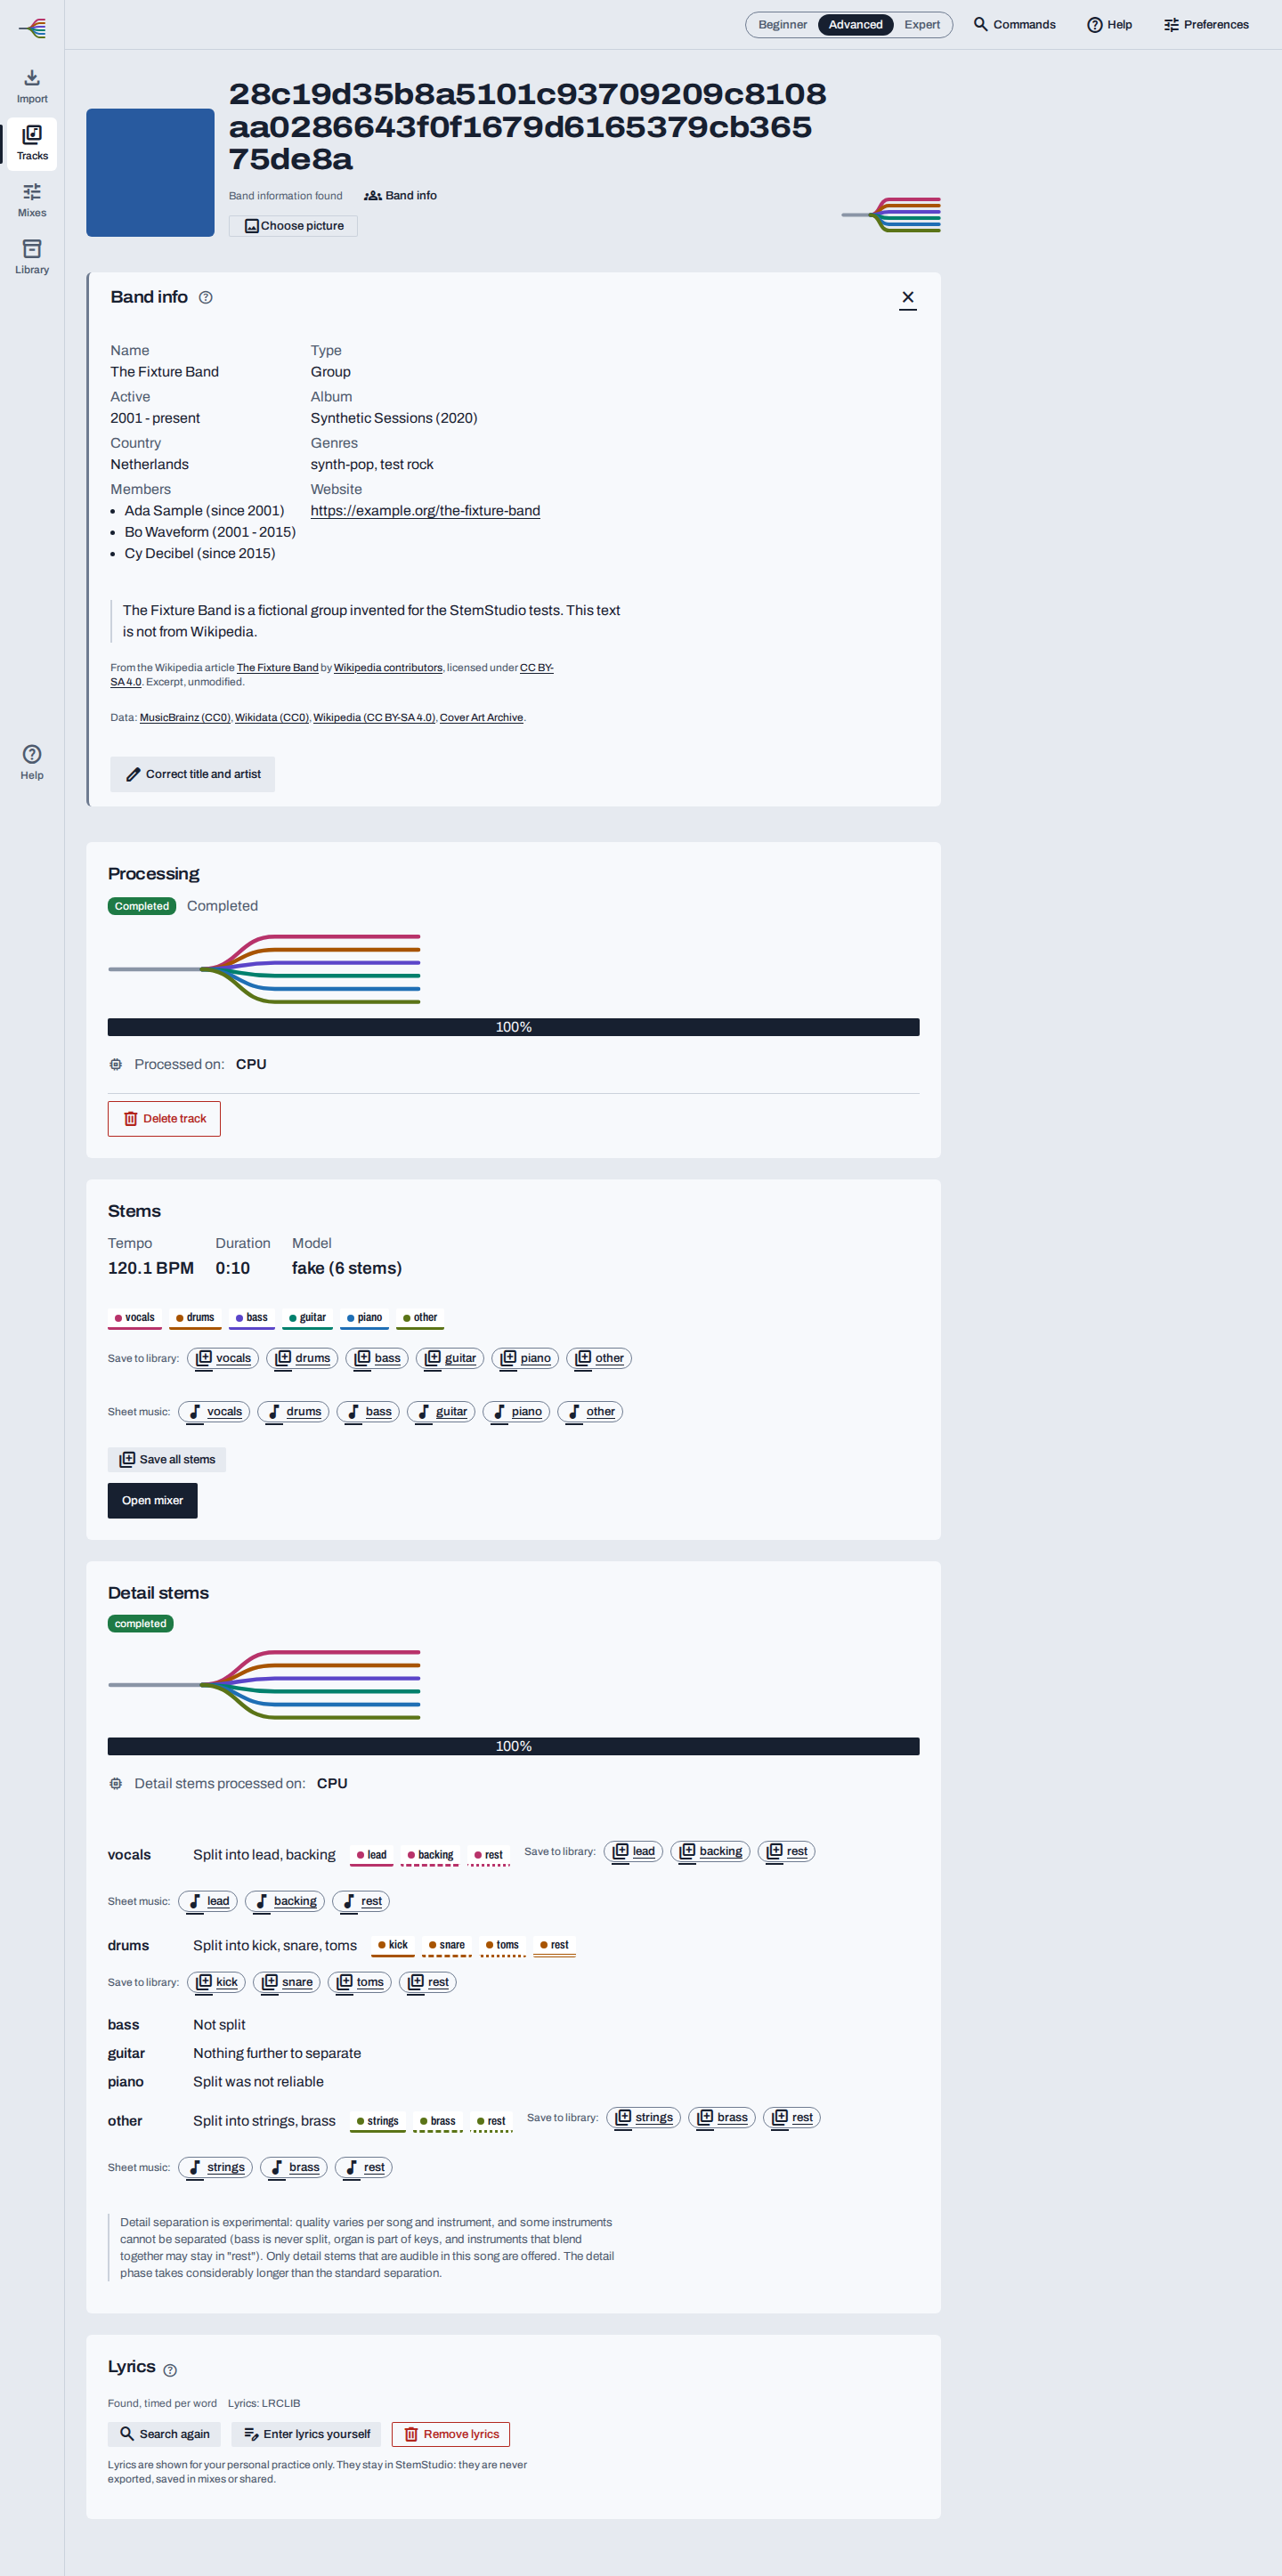 Beginner Advanced Expert Commands Help Preferences
Import
Tracks
Mixes
Library
Help
28c19d35b8a5101c93709209c8108
aa0286643f0f1679d6165379cb365
75de8a
Band information found Band info
Choose picture
Band info
Name Type
The Fixture Band Group
Active Album
2001 - present Synthetic Sessions (2020)
Country Genres
Netherlands synth-pop, test rock
Members Website
• Ada Sample (since 2001) https://example.org/the-fixture-band
• Bo Waveform (2001 - 2015)
• Cy Decibel (since 2015)
The Fixture Band is a fictional group invented for the StemStudio tests. This text
is not from Wikipedia.
From the Wikipedia article The Fixture Band by Wikipedia contributors, licensed under CC BY-
SA 4.0. Excerpt, unmodified.
Data: MusicBrainz (CC0), Wikidata (CC0), Wikipedia (CC BY-SA 4.0), Cover Art Archive.
Correct title and artist
Processing
Completed Completed
100%
Processed on: CPU
Delete track
Stems
Tempo Duration Model
120.1 BPM 0:10 fake (6 stems)
vocals drums bass guitar piano other
Save to library: vocals drums bass guitar piano other
Sheet music: vocals drums bass guitar piano other
Save all stems
Open mixer
Detail stems
completed
100%
Detail stems processed on: CPU
vocals Split into lead, backing lead backing rest Save to library: lead backing rest
Sheet music: lead backing rest
drums Split into kick, snare, toms kick snare toms rest
Save to library: kick snare toms rest
bass Not split
guitar Nothing further to separate
piano Split was not reliable
other Split into strings, brass strings brass rest Save to library: strings brass rest
Sheet music: strings brass rest
Detail separation is experimental: quality varies per song and instrument, and some instruments
cannot be separated (bass is never split, organ is part of keys, and instruments that blend
together may stay in "rest"). Only detail stems that are audible in this song are offered. The detail
phase takes considerably longer than the standard separation.
Lyrics
Found, timed per word Lyrics: LRCLIB
Search again Enter lyrics yourself Remove lyrics
Lyrics are shown for your personal practice only. They stay in StemStudio: they are never
exported, saved in mixes or shared.